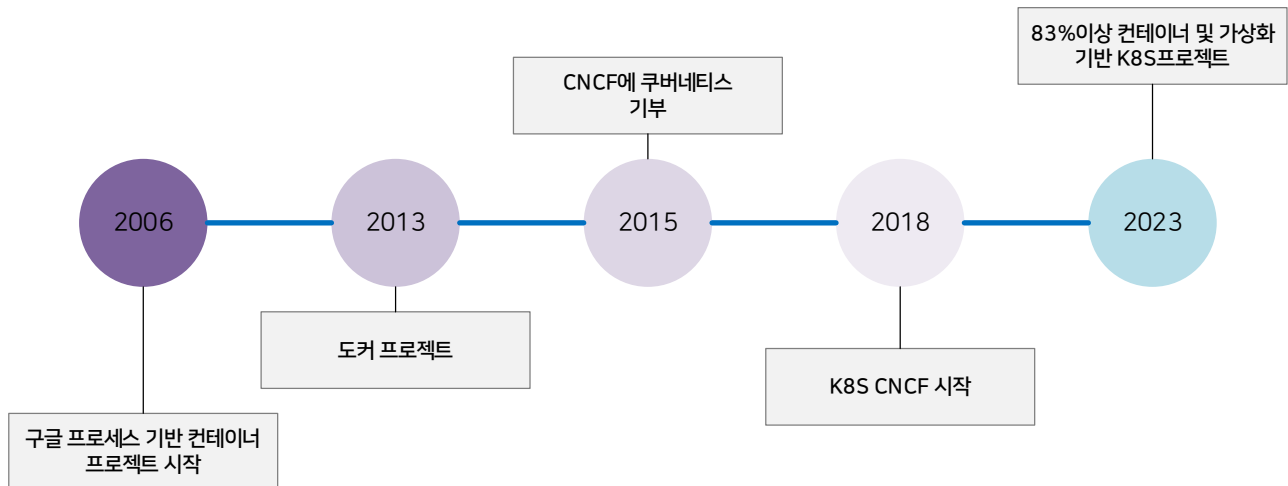 83%이상 컨테이너 및 가상화
기반 K8S프로젝트
CNCF에 쿠버네티스
기부
2006
2013
2015
2018
2023
도커 프로젝트
K8S CNCF 시작
구글 프로세스 기반 컨테이너
프로젝트 시작